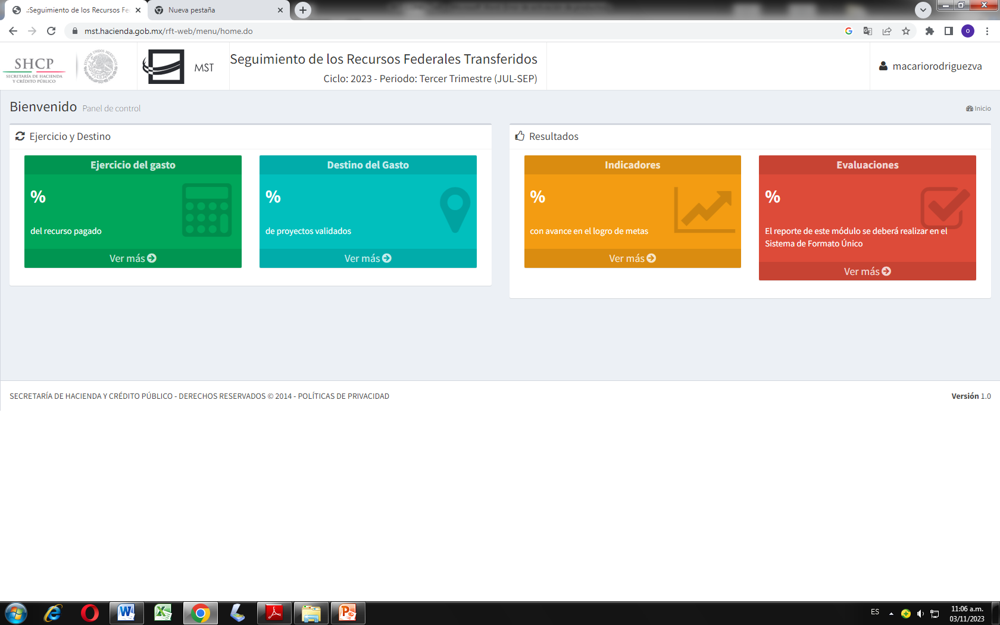 .:Seguimiento de los Recursos Fe
Nueva pestaña
mst.hacienda.gob.mx/rft-web/menu/home.do
SHCP
SECRETARÍA DE HACIENDA
Y CRÉDITO PÚBLICO
ESTADOS UNIDOS MEXICANOS
MST
Seguimiento de los Recursos Federales Transferidos
Ciclo: 2023 - Periodo: Tercer Trimestre (JUL-SEP)
macariorodriguezva
Bienvenido Panel de control
Inicio
Ejercicio y Destino
Ejercicio del gasto
%
del recurso pagado
Ver más
Destino del Gasto
%
de proyectos validados
Ver más
Resultados
Indicadores
%
con avance en el logro de metas
Ver más
Evaluaciones
%
El reporte de este módulo se deberá realizar en el
Sistema de Formato Único
Ver más
SECRETARÍA DE HACIENDA Y CRÉDITO PÚBLICO - DERECHOS RESERVADOS © 2014 - POLÍTICAS DE PRIVACIDAD
Versión 1.0
ES
11:06 a.m.
03/11/2023